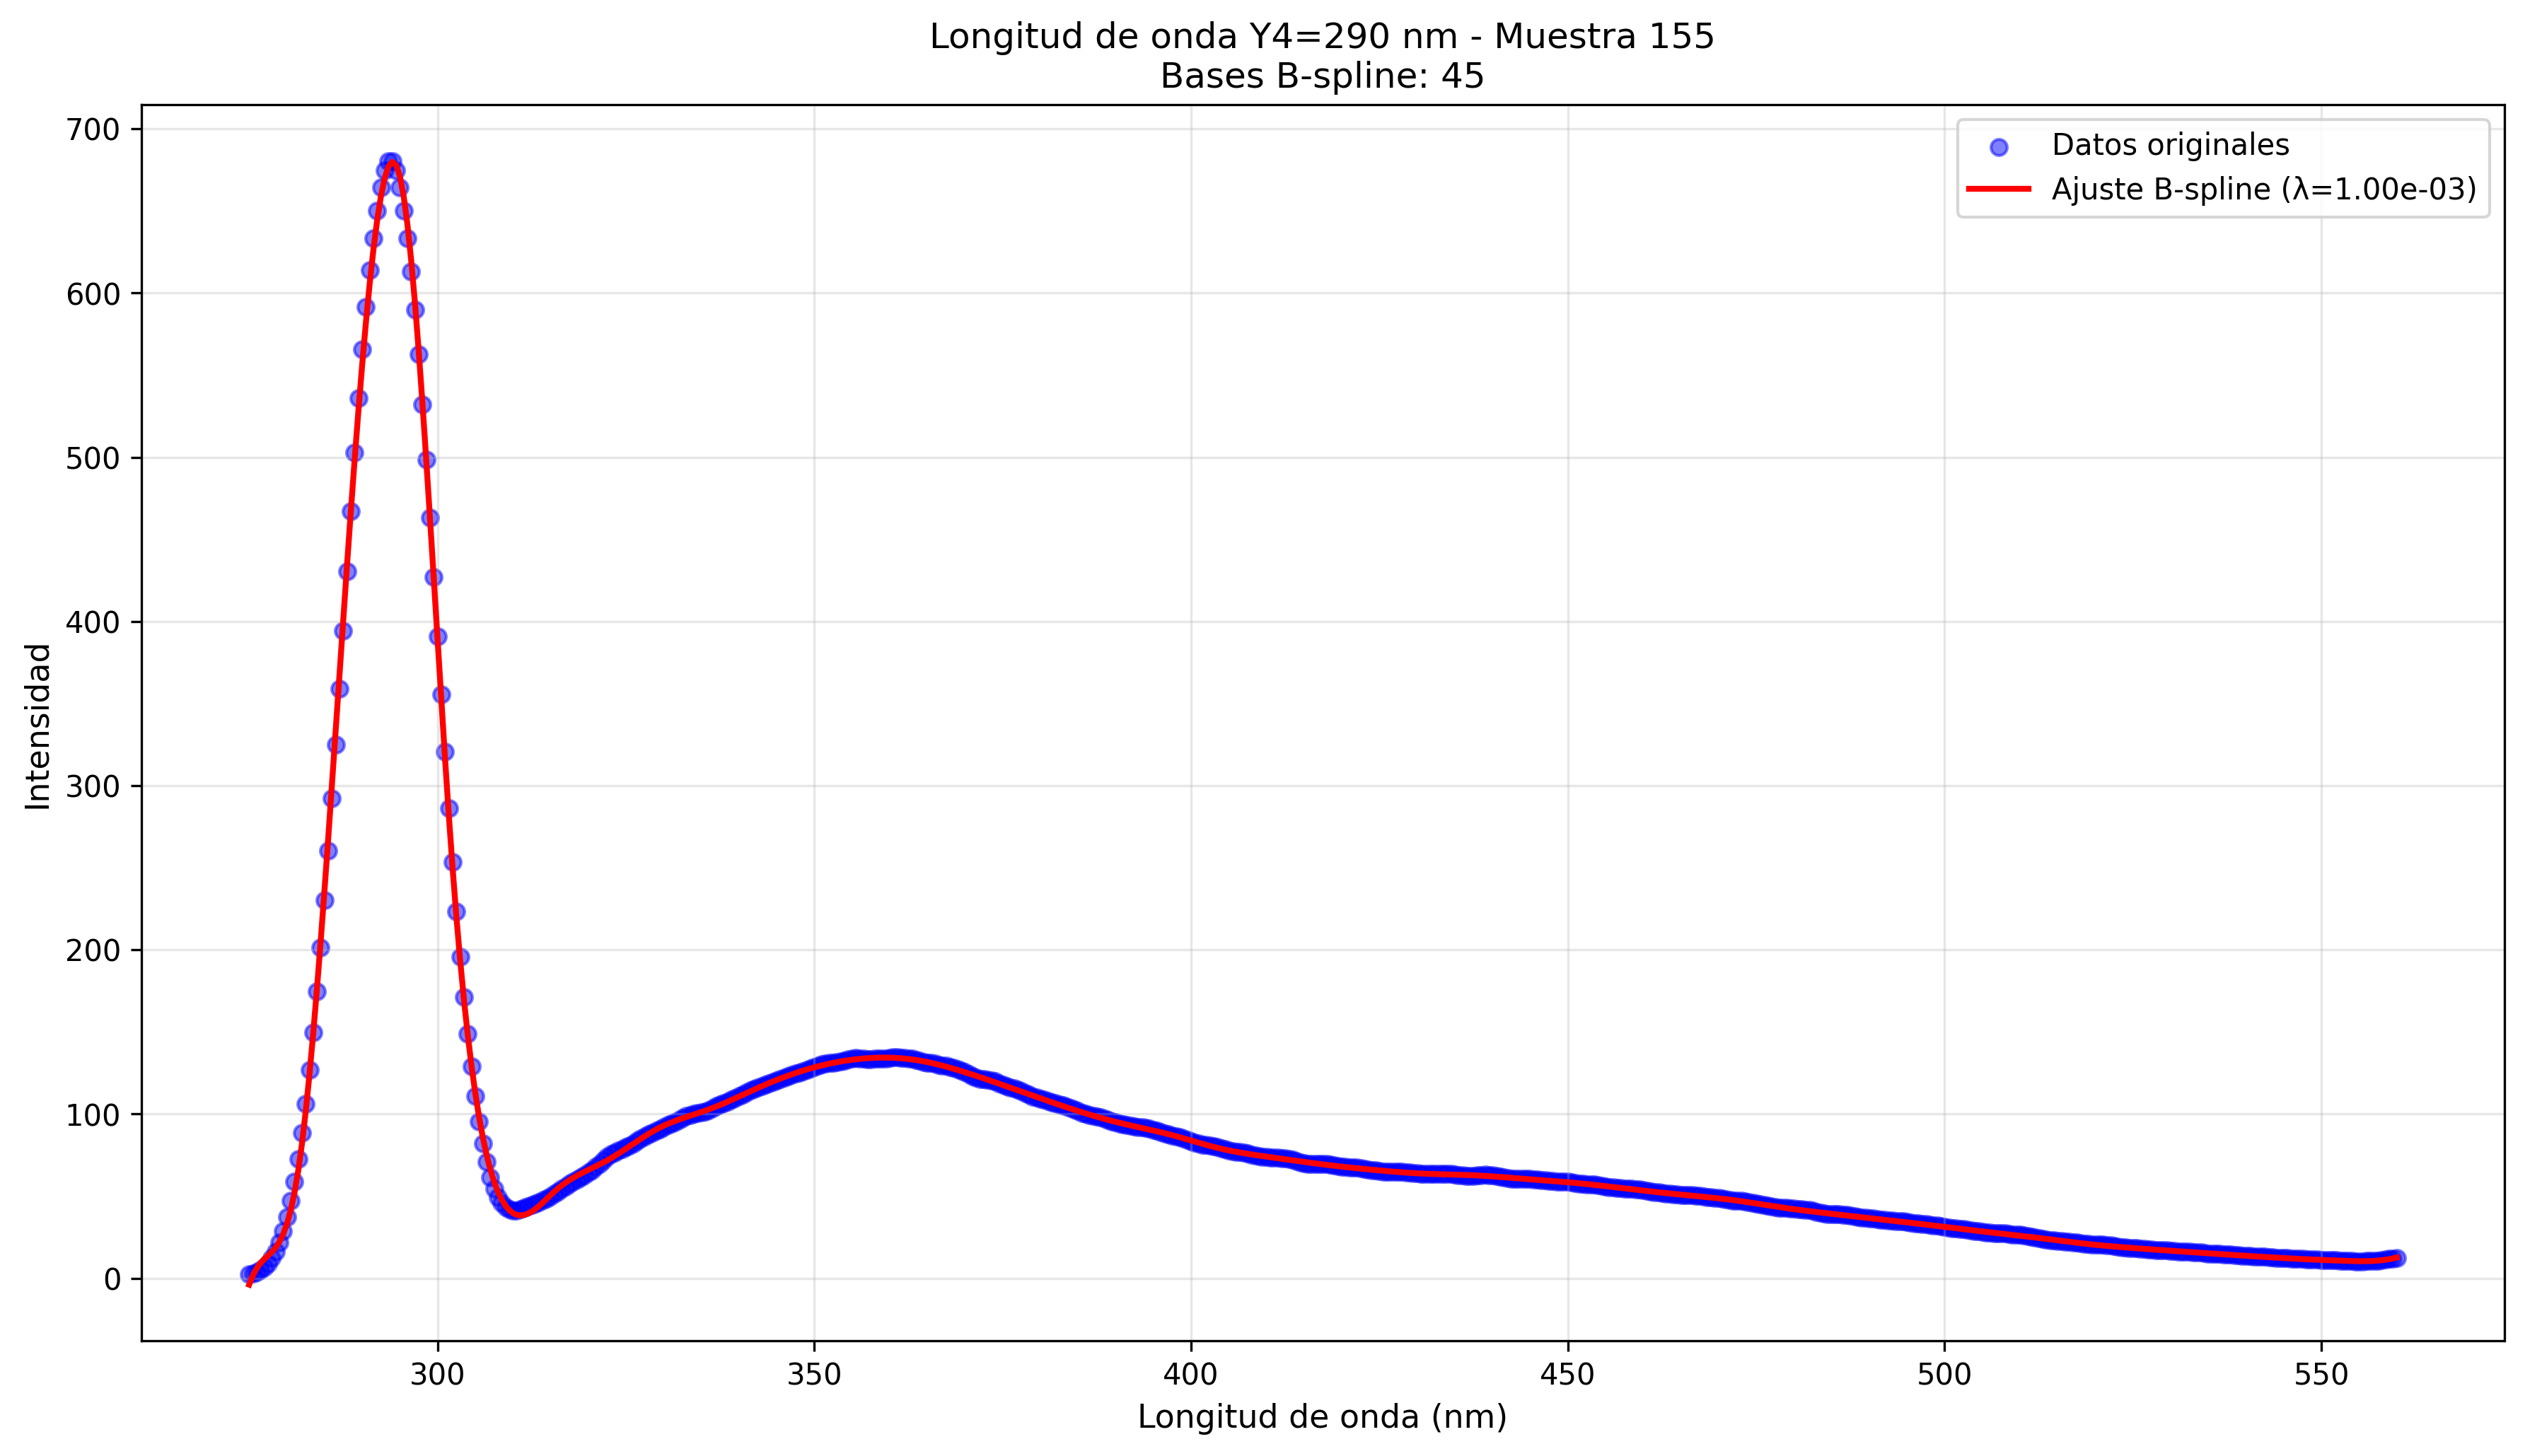 Longitud de onda Y4=290 nm - Muestra 155
Bases B-spline: 45
Datos originales
Ajuste B-spline (λ=1.00e-03)
Intensidad
700
600
500
400
300
200
100
0
300 350 400 450 500 550
Longitud de onda (nm)